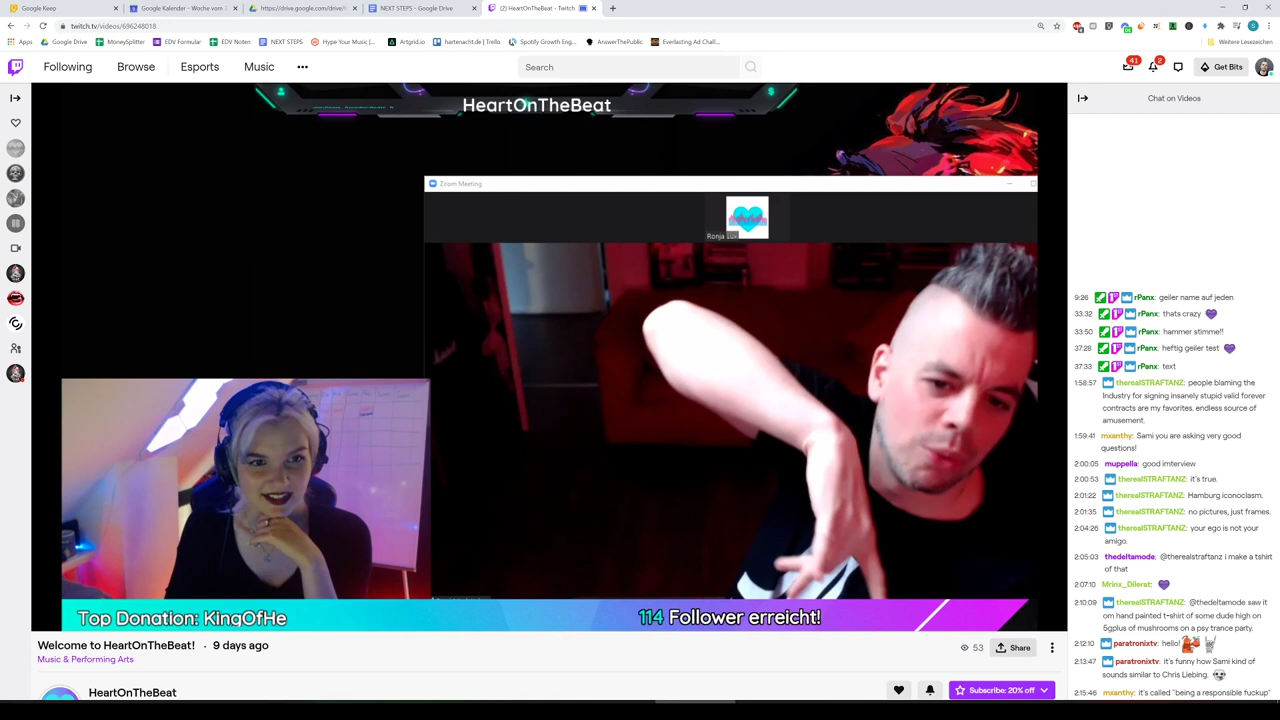 Google Keep
Google Kalender - Woche vom
https://drive.google.com/drive/
NEXT STEPS - Google Drive
(2) HeartOnTheBeat - Twitch
twitch.tv/videos/696248018
Apps
Google Drive
MoneySplitter
EDV Formular
EDV Noten
NEXT STEPS
Hype Your Music |...
Artgrid.io
hartenacht.de | Trello
Spotify Growth Eng...
AnswerThePublic
Everlasting Ad Chall...
Weitere Lesezeichen
Following
Browse
Esports
Music
Search
41
2
Get Bits
HeartOnTheBeat
Zoom Meeting
Ronja Lux
Top Donation: KingOfHe
114 Follower erreicht!
Welcome to HeartOnTheBeat! · 9 days ago
Music & Performing Arts
53
Share
HeartOnTheBeat
Subscribe: 20% off
Chat on Videos
9:26 rPanx: geiler name auf jeden
33:32 rPanx: thats crazy
33:50 rPanx: hammer stimme!!
37:28 rPanx: heftig geiler test
37:33 rPanx: text
1:58:57 therealSTRAFTANZ: people blaming the
Industry for signing insanely stupid valid forever
contracts are my favorites. endless source of
amusement.
1:59:41 mxanthy: Sami you are asking very good
questions!
2:00:05 muppella: good imterview
2:00:53 therealSTRAFTANZ: it's true.
2:01:22 therealSTRAFTANZ: Hamburg iconoclasm.
2:01:35 therealSTRAFTANZ: no pictures, just frames.
2:04:26 therealSTRAFTANZ: your ego is not your
amigo.
2:05:03 thedeltamode: @therealstraftanz i make a tshirt
of that
2:07:10 Mrinx_Dilerat:
2:10:09 therealSTRAFTANZ: @thedeltamode saw it
om hand painted t-shirt of some dude high on
5gplus of mushrooms on a psy trance party.
2:12:10 paratronixtv: hello!
2:13:47 paratronixtv: it's funny how Sami kind of
sounds similar to Chris Liebing.
2:15:46 mxanthy: it's called "being a responsible fuckup"